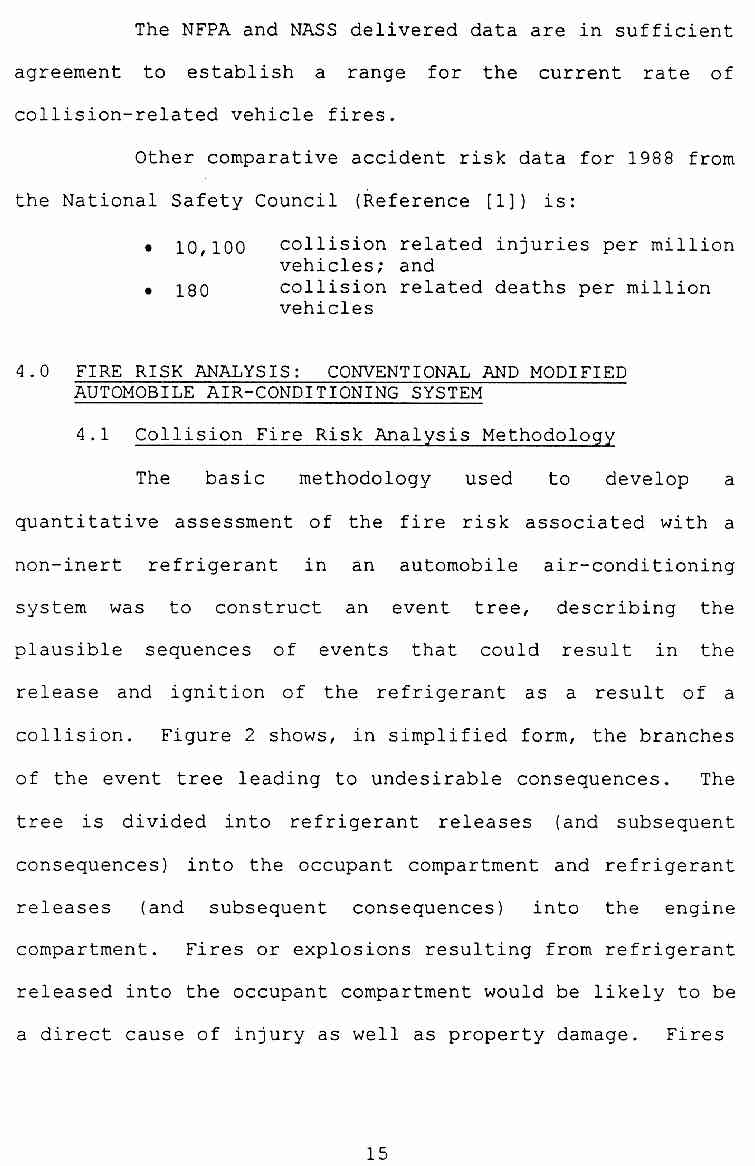 The NFPA and NASS delivered data are in sufficient
agreement to establish a range for the current rate of
collision-related vehicle fires.
Other comparative accident risk data for 1988 from
the National Safety Council (Reference [1]) is:
• 10,100 collision related injuries per million
vehicles; and
• 180 collision related deaths per million
vehicles
4.0 FIRE RISK ANALYSIS: CONVENTIONAL AND MODIFIED
AUTOMOBILE AIR-CONDITIONING SYSTEM
4.1 Collision Fire Risk Analysis Methodology
The basic methodology used to develop a
quantitative assessment of the fire risk associated with a
non-inert refrigerant in an automobile air-conditioning
system was to construct an event tree, describing the
plausible sequences of events that could result in the
release and ignition of the refrigerant as a result of a
collision. Figure 2 shows, in simplified form, the branches
of the event tree leading to undesirable consequences. The
tree is divided into refrigerant releases (and subsequent
consequences) into the occupant compartment and refrigerant
releases (and subsequent consequences) into the engine
compartment. Fires or explosions resulting from refrigerant
released into the occupant compartment would be likely to be
a direct cause of injury as well as property damage. Fires
15